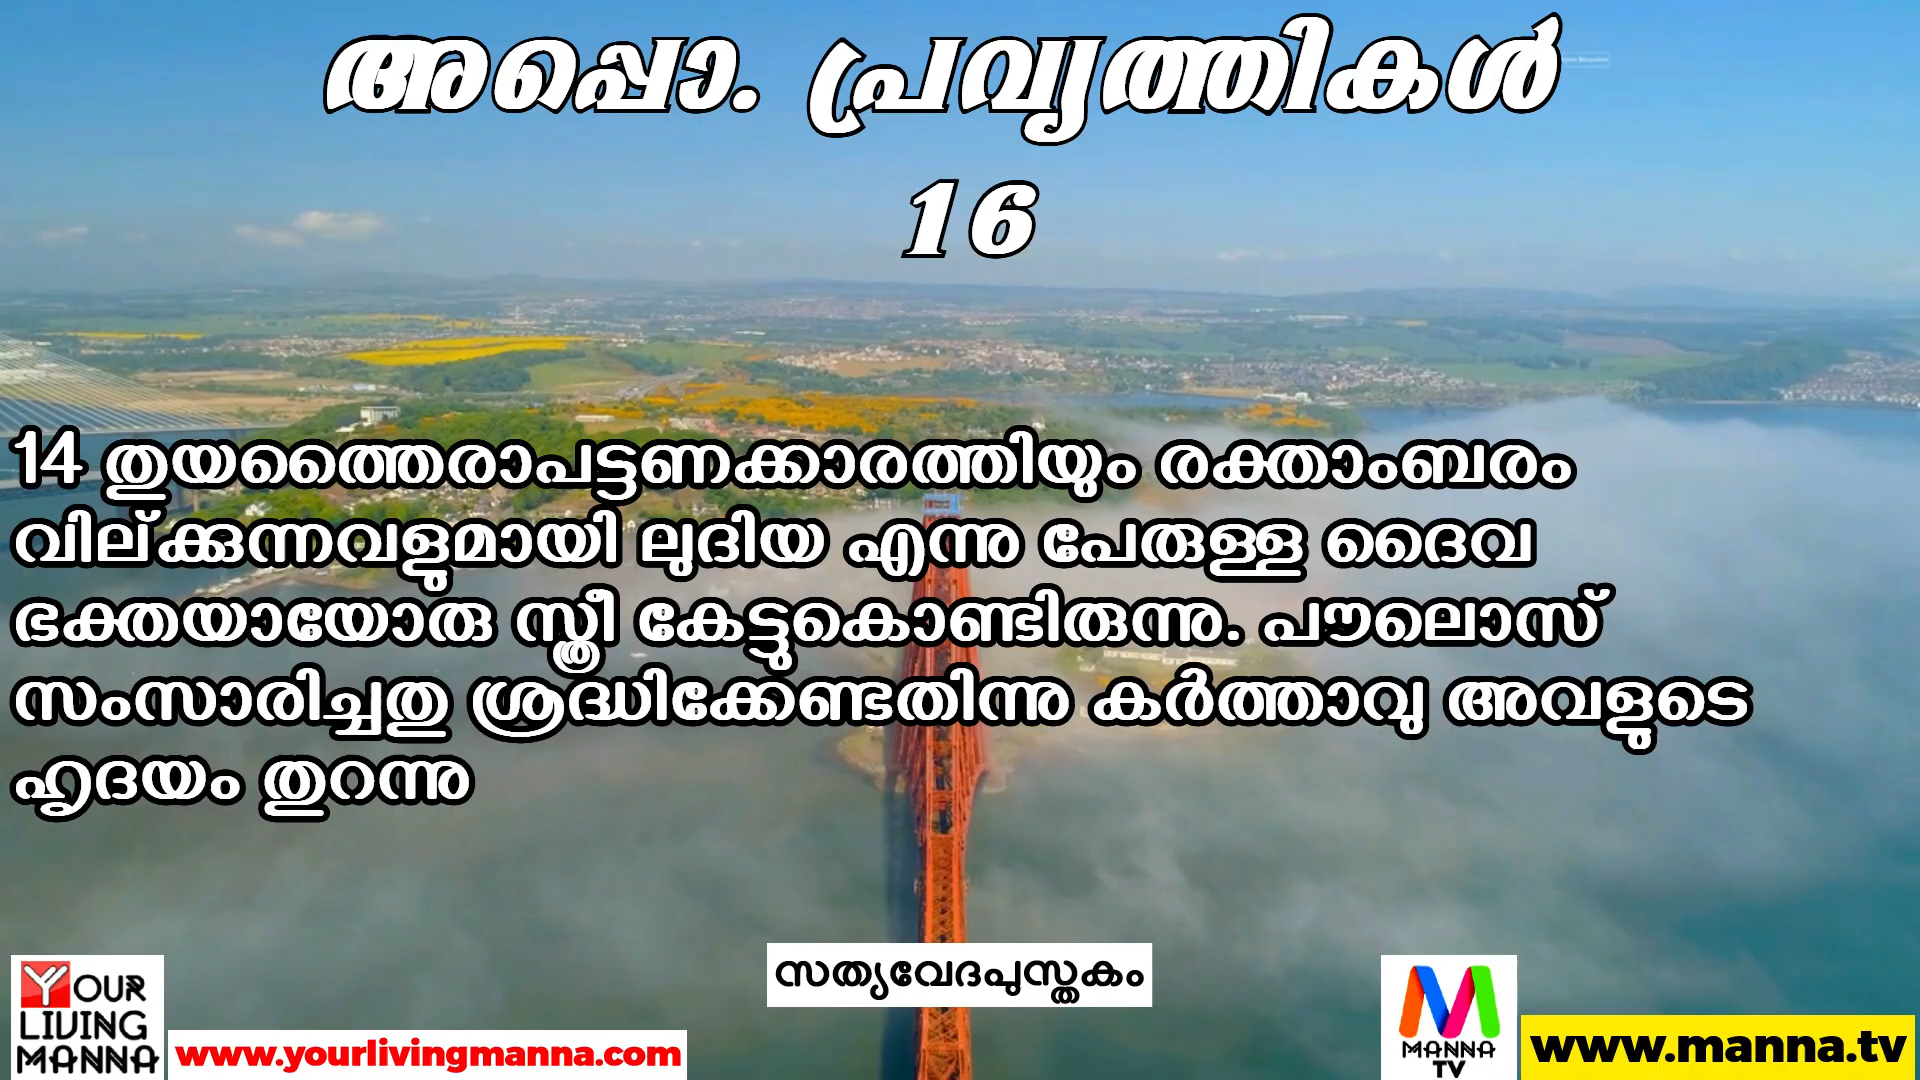 അപ്പൊ. പ്രവൃത്തികൾ
16
14 തുയത്തൈരാപട്ടണക്കാരത്തിയും രക്താംബരം
വില്ക്കുന്നവളുമായി ലുദിയ എന്നു പേരുള്ള ദൈവ
ഭക്തയായോരു സ്ത്രീ കേട്ടുകൊണ്ടിരുന്നു. പൗലൊസ്
സംസാരിച്ചതു ശ്രദ്ധിക്കേണ്ടതിന്നു കർത്താവു അവളുടെ
ഹൃദയം തുറന്നു
സത്യവേദപുസ്തകം
YOUR
LIVING
MANNA
www.yourlivingmanna.com
MANNA
TV
www.manna.tv